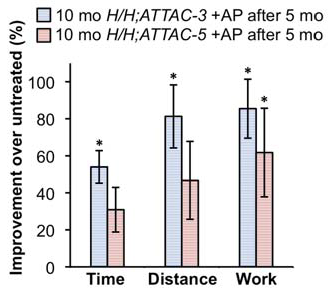 10 mo H/H;ATTAC-3 +AP after 5 mo
10 mo H/H;ATTAC-5 +AP after 5 mo
Improvement over untreated (%)
100
80
60
40
20
0
*
*
*
*
Time Distance Work